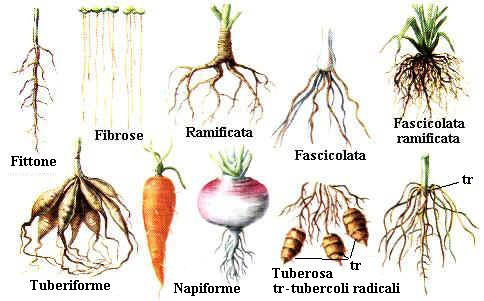 Fittone
Fibrose
Ramificata
Fascicolata
Fascicolata
ramificata
Tuberiforme
Napiforme
Tuberosa
tr-tubercoli radicali
tr
tr